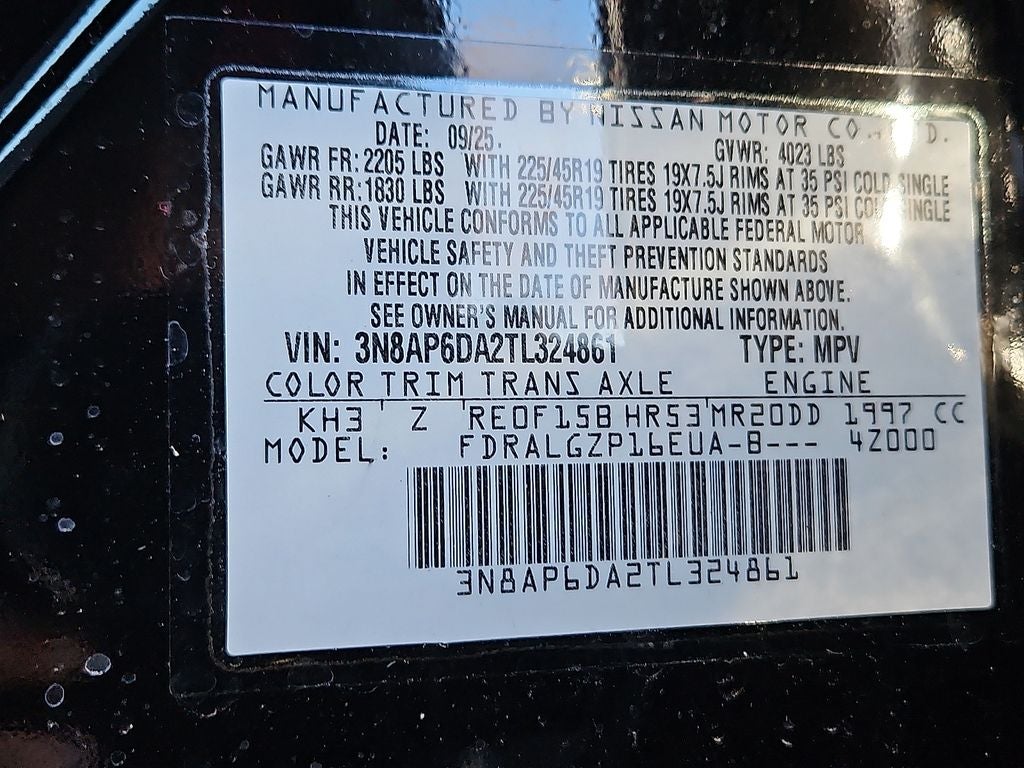 MANUFACTURED BY NISSAN MOTOR CO., D.
DATE: 09/25. GVWR: 4023 LBS
GAWR FR: 2205 LBS WITH 225/45R19 TIRES 19X7.5J RIMS AT 35 PSI COLD SINGLE
GAWR RR: 1830 LBS WITH 225/45R19 TIRES 19X7.5J RIMS AT 35 PSI COLD SINGLE
THIS VEHICLE CONFORMS TO ALL APPLICABLE FEDERAL MOTOR
VEHICLE SAFETY AND THEFT PREVENTION STANDARDS
IN EFFECT ON THE DATE OF MANUFACTURE SHOWN ABOVE.
SEE OWNER'S MANUAL FOR ADDITIONAL INFORMATION.
VIN: 3N8AP6DA2TL324861 TYPE: MPV
COLOR TRIM TRANS AXLE ENGINE
KH3 Z RE0F15B HR53 MR20DD 1997 CC
MODEL: FDRALGZP16EUA-B--- 4Z000
3N8AP6DA2TL324861